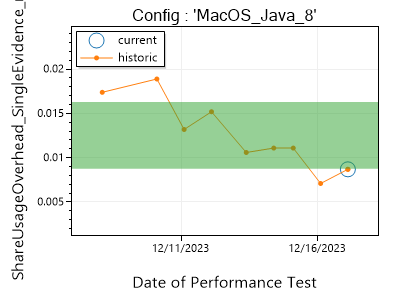 Config : 'MacOS_Java_8'
current
historic
0.02
0.015
0.01
0.005
ShareUsageOverhead_SingleEvidence_
12/11/2023
12/16/2023
Date of Performance Test